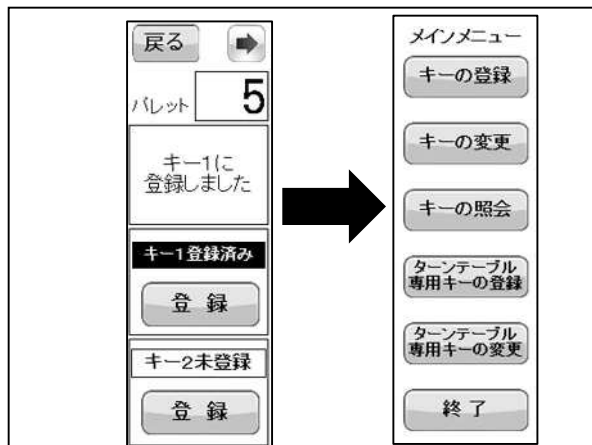 戻る
パレット 5
キー1に
登録しました
キー1登録済み
登 録
キー2未登録
登 録
メインメニュー
キーの登録
キーの変更
キーの照会
ターンテーブル
専用キーの登録
ターンテーブル
専用キーの変更
終 了